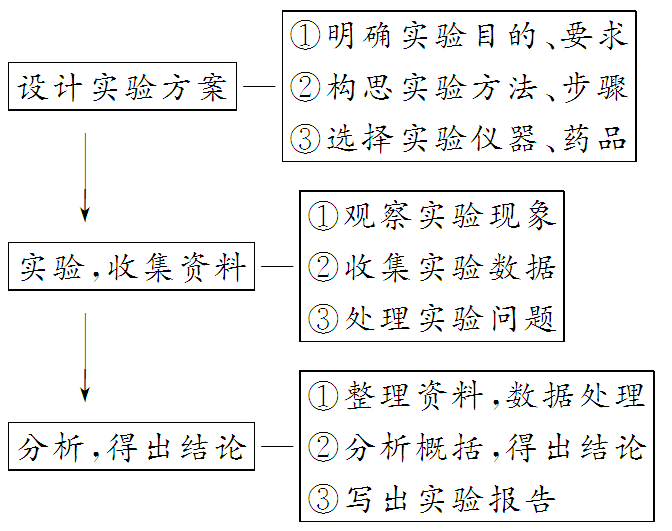 设计实验方案
①明确实验目的、要求
②构思实验方法、步骤
③选择实验仪器、药品
实验,收集资料
①观察实验现象
②收集实验数据
③处理实验问题
分析,得出结论
①整理资料,数据处理
②分析概括,得出结论
③写出实验报告